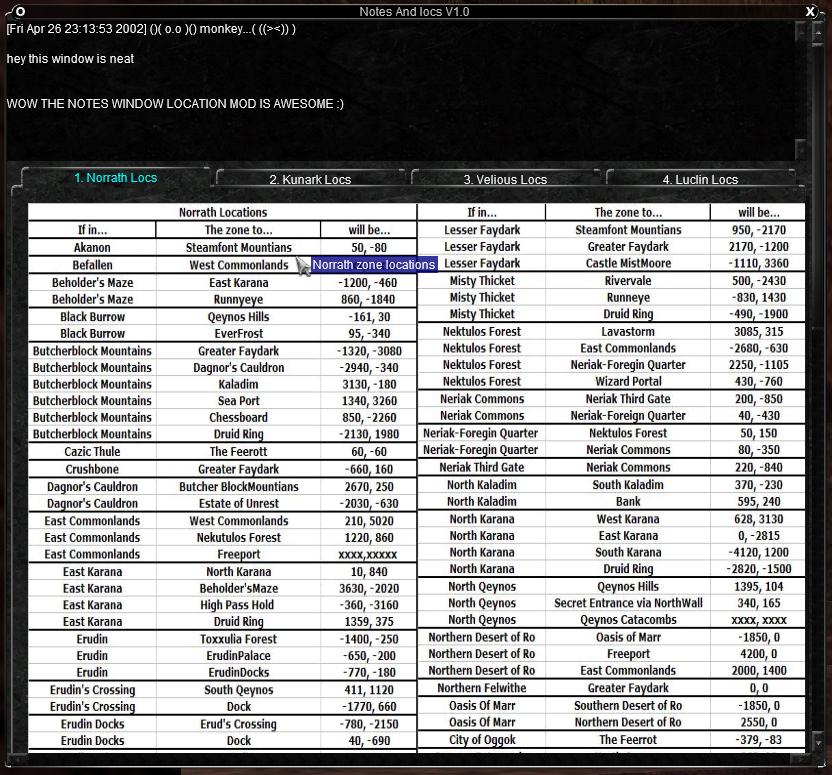 Notes And locs V1.0
[Fri Apr 26 23:13:53 2002] ()( o.o )() monkey...( ((><)) )
hey this window is neat
WOW THE NOTES WINDOW LOCATION MOD IS AWESOME :)
1. Norrath Locs 2. Kunark Locs 3. Velious Locs 4. Luclin Locs
Norrath Locations
If in... The zone to... will be...
Akanon Steamfont Mountians 50, -80
Befallen West Commonlands
Norrath zone locations
Beholder's Maze East Karana -1200, -460
Beholder's Maze Runnyeye 860, -1840
Black Burrow Qeynos Hills -161, 30
Black Burrow EverFrost 95, -340
Butcherblock Mountains Greater Faydark -1320, -3080
Butcherblock Mountains Dagnor's Cauldron -2940, -340
Butcherblock Mountains Kaladim 3130, -180
Butcherblock Mountains Sea Port 1340, 3260
Butcherblock Mountains Chessboard 850, -2260
Butcherblock Mountains Druid Ring -2130, 1980
Cazic Thule The Feerott 60, -60
Crushbone Greater Faydark -660, 160
Dagnor's Cauldron Butcher BlockMountians 2670, 250
Dagnor's Cauldron Estate of Unrest -2030, -630
East Commonlands West Commonlands 210, 5020
East Commonlands Nekutulos Forest 1220, 860
East Commonlands Freeport xxxx,xxxxx
East Karana North Karana 10, 840
East Karana Beholder'sMaze 3630, -2020
East Karana High Pass Hold -360, -3160
East Karana Druid Ring 1359, 375
Erudin Toxxulia Forest -1400, -250
Erudin ErudinPalace -650, -200
Erudin ErudinDocks -770, -180
Erudin's Crossing South Qeynos 411, 1120
Erudin's Crossing Dock -1770, 660
Erudin Docks Erud's Crossing -780, -2150
Erudin Docks Dock 40, -690
If in... The zone to... will be...
Lesser Faydark Steamfont Mountians 950, -2170
Lesser Faydark Greater Faydark 2170, -1200
Lesser Faydark Castle MistMoore -1110, 3360
Misty Thicket Rivervale 500, -2430
Misty Thicket Runneye -830, 1430
Misty Thicket Druid Ring -490, -1900
Nektulos Forest Lavastorm 3085, 315
Nektulos Forest East Commonlands -2680, -630
Nektulos Forest Neriak-Foregin Quarter 2250, -1105
Nektulos Forest Wizard Portal 430, -760
Neriak Commons Neriak Third Gate 200, -850
Neriak Commons Neriak-Foreign Quarter 40, -430
Neriak-Foregin Quarter Nektulos Forest 50, 150
Neriak-Foregin Quarter Neriak Commons 80, -350
Neriak Third Gate Neriak Commons 220, -840
North Kaladim South Kaladim 370, -230
North Kaladim Bank 595, 240
North Karana West Karana 628, 3130
North Karana East Karana 0, -2815
North Karana South Karana -4120, 1200
North Karana Druid Ring -2820, -1500
North Qeynos Qeynos Hills 1395, 104
North Qeynos Secret Entrance via NorthWall 340, 165
North Qeynos Qeynos Catacombs xxxx, xxxx
Northern Desert of Ro Oasis of Marr -1850, 0
Northern Desert of Ro Freeport 4200, 0
Northern Desert of Ro East Commonlands 2000, 1400
Northern Felwithe Greater Faydark 0, 0
Oasis Of Marr Southern Desert of Ro -1850, 0
Oasis Of Marr Northern Desert of Ro 2550, 0
City of Oggok The Feerrot -379, -83